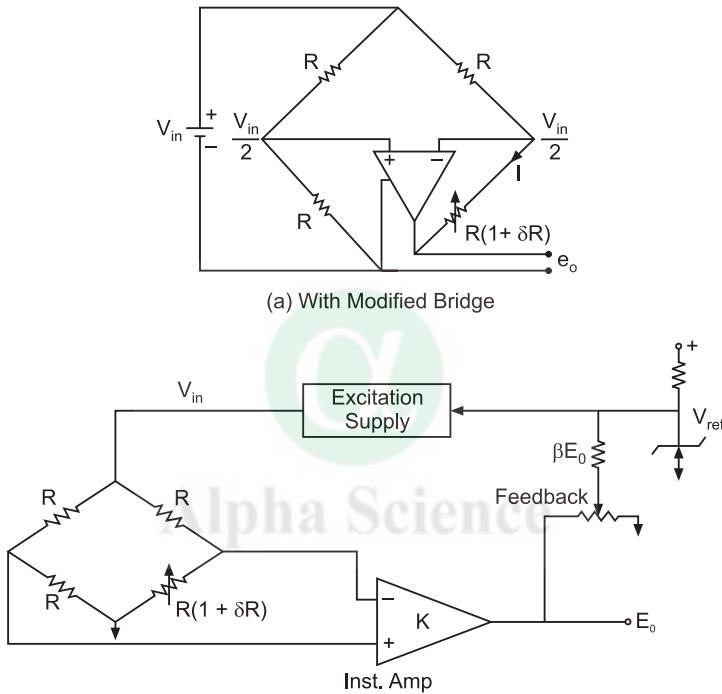 R
R
V_in
+
−
V_in
2
+
−
V_in
2
I
R
R(1+ δR)
e_o
(a) With Modified Bridge
+
V_in
Excitation
Supply
V_ref
βE_0
R
R
Feedback
Alpha Science
R
R(1 + δR)
−
K
+
E_0
Inst. Amp